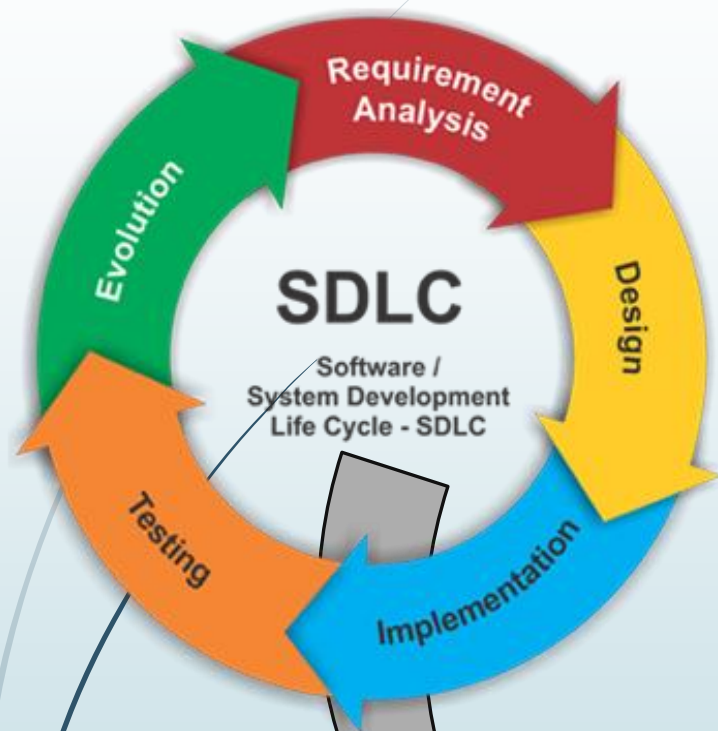 Requirement
Analysis
Design
Implementation
Testing
Evolution
SDLC
Software /
System Development
Life Cycle - SDLC